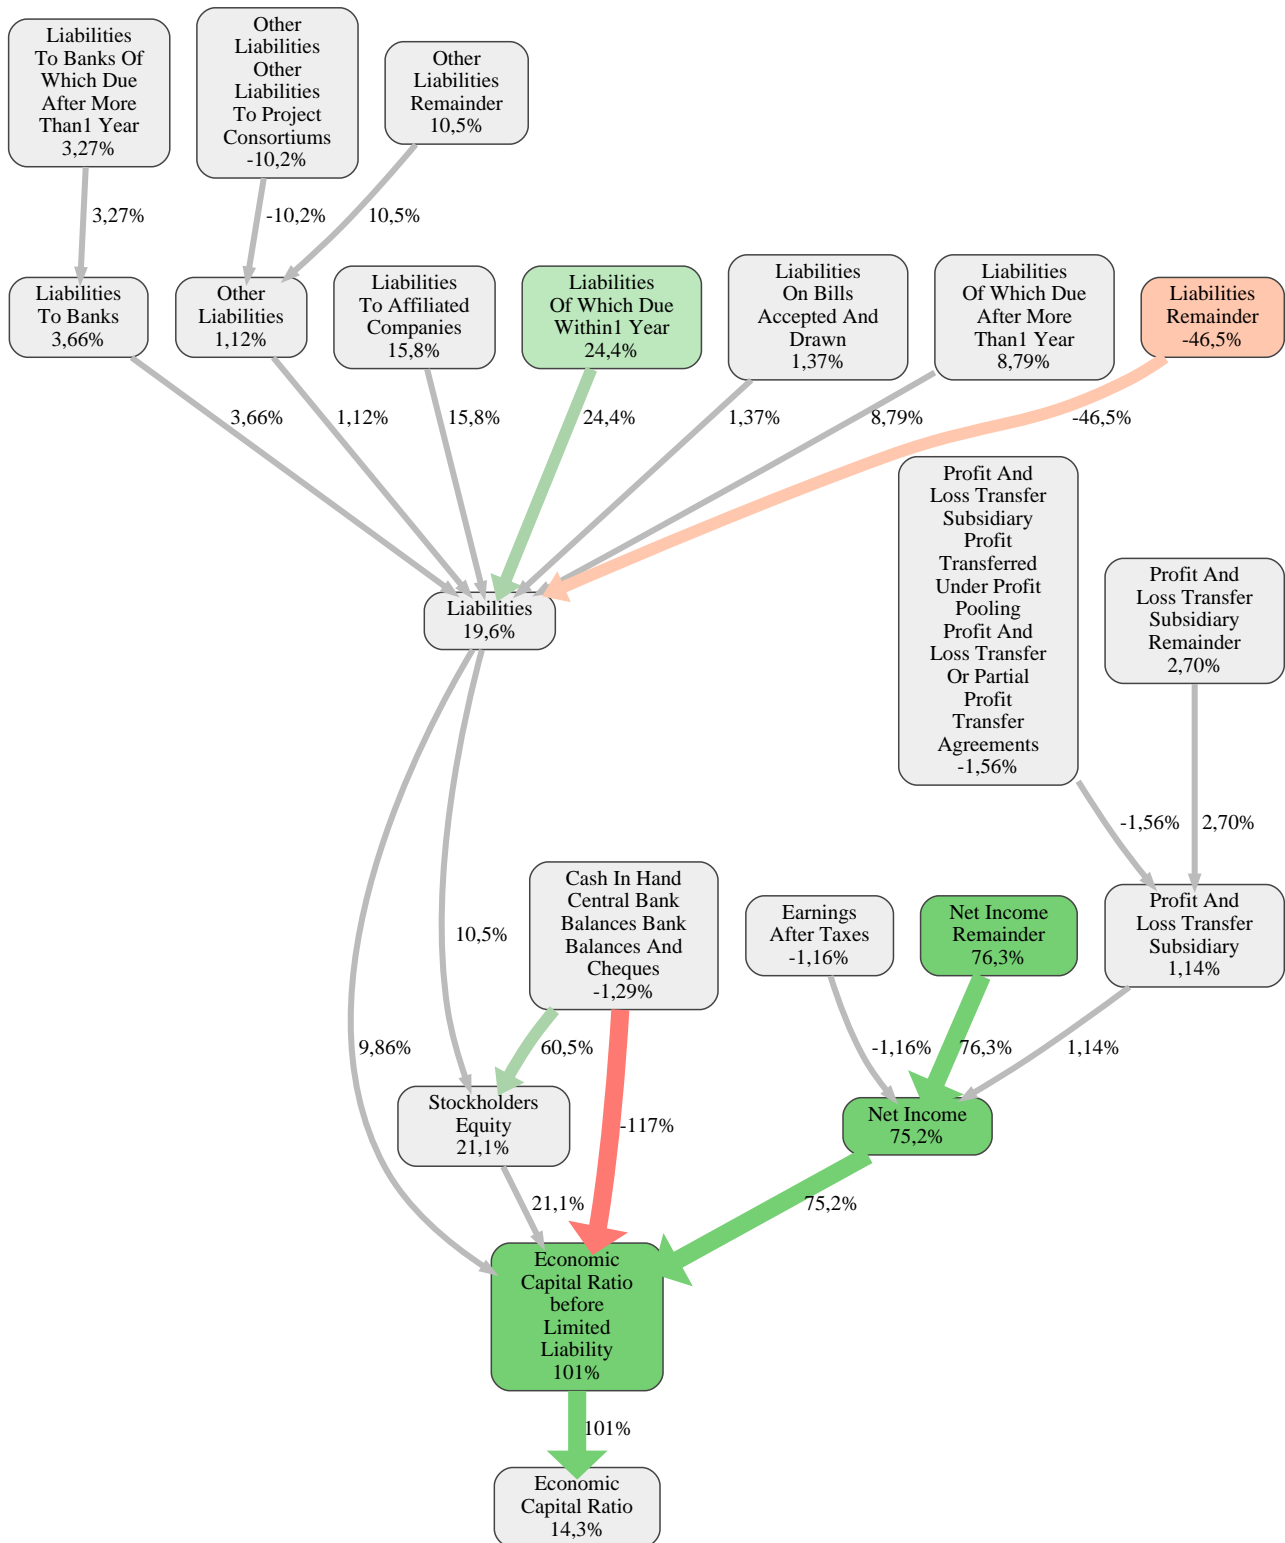 Liabilities
To Banks Of
Which Due
After More
Than1 Year
3,27%
Other
Liabilities
Other
Liabilities
To Project
Consortiums
-10,2%
Other
Liabilities
Remainder
10,5%
3,27%
-10,2%
10,5%
Liabilities
To Banks
3,66%
Other
Liabilities
1,12%
Liabilities
To Affiliated
Companies
15,8%
Liabilities
Of Which Due
Within1 Year
24,4%
Liabilities
On Bills
Accepted And
Drawn
1,37%
Liabilities
Of Which Due
After More
Than1 Year
8,79%
Liabilities
Remainder
-46,5%
3,66%
1,12%
15,8%
24,4%
1,37%
8,79%
-46,5%
Profit And
Loss Transfer
Subsidiary
Profit
Transferred
Under Profit
Pooling
Profit And
Loss Transfer
Or Partial
Profit
Transfer
Agreements
-1,56%
Profit And
Loss Transfer
Subsidiary
Remainder
2,70%
Liabilities
19,6%
-1,56%
2,70%
Cash In Hand
Central Bank
Balances Bank
Balances And
Cheques
-1,29%
Earnings
After Taxes
-1,16%
Net Income
Remainder
76,3%
Profit And
Loss Transfer
Subsidiary
1,14%
10,5%
9,86%
60,5%
-1,16%
76,3%
1,14%
Stockholders
Equity
21,1%
-117%
Net Income
75,2%
21,1%
75,2%
Economic
Capital Ratio
before
Limited
Liability
101%
101%
Economic
Capital Ratio
14,3%